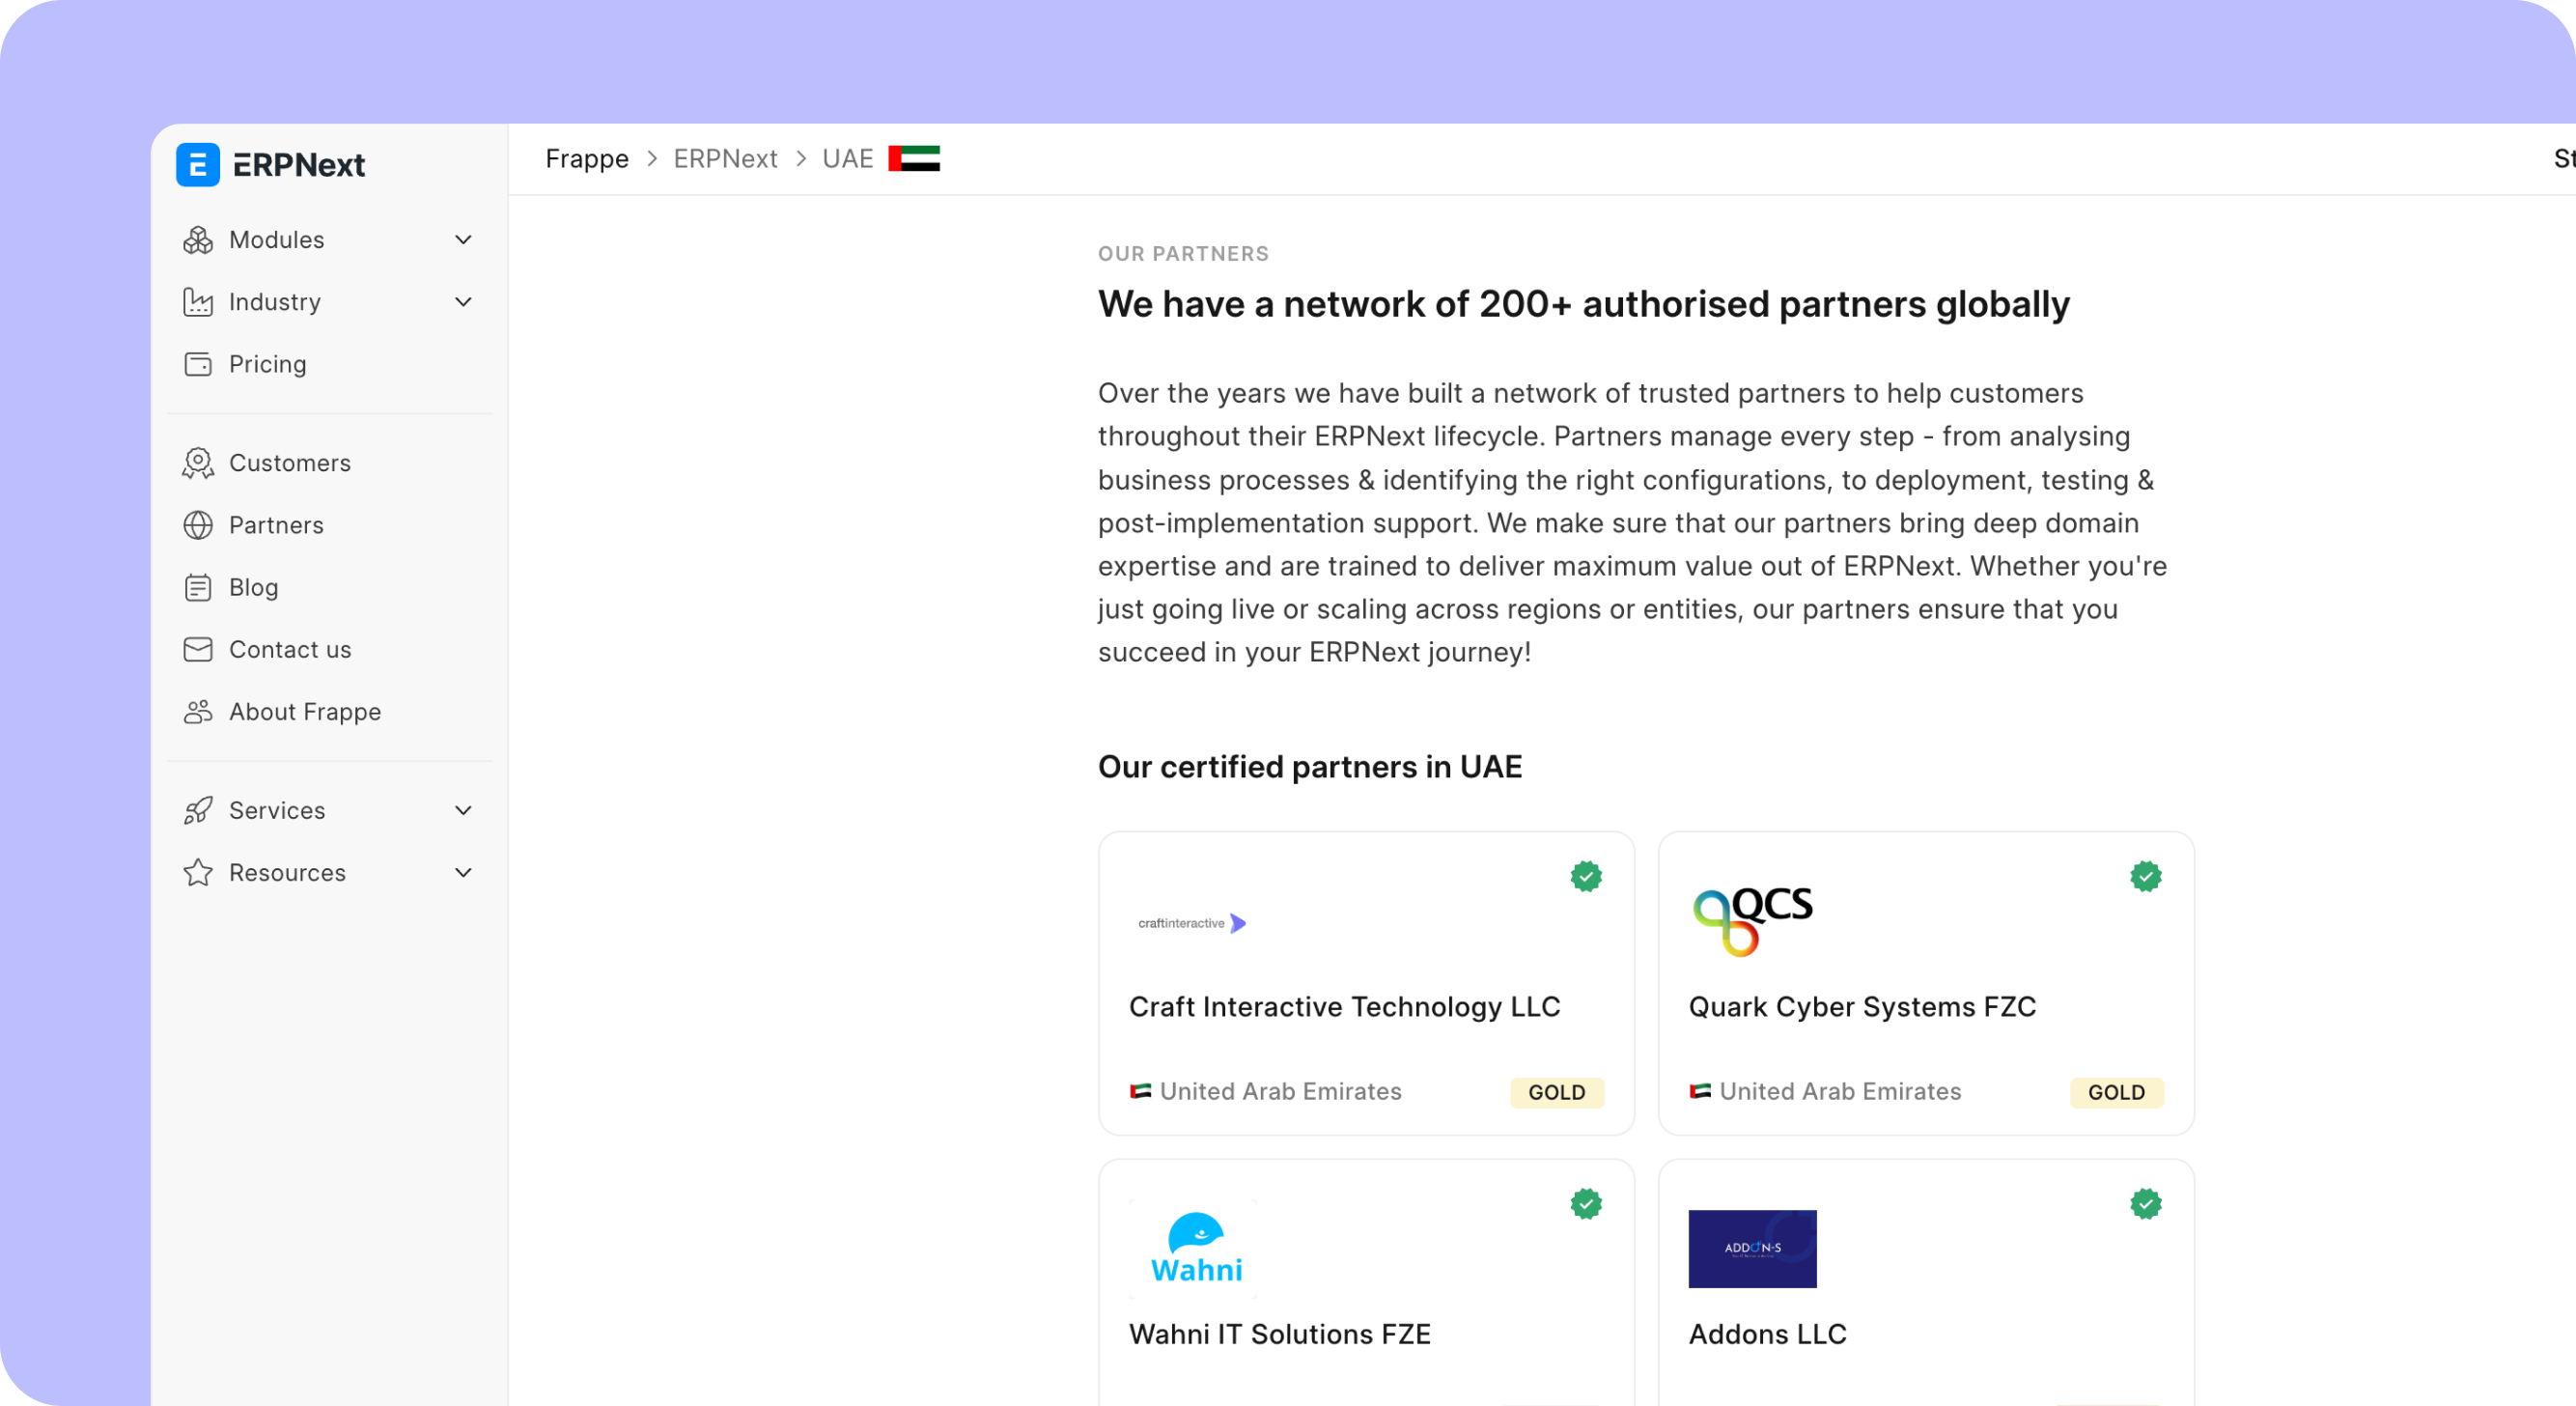 ERPNext
Frappe > ERPNext > UAE
St
Modules
Industry
Pricing
Customers
Partners
Blog
Contact us
About Frappe
Services
Resources
OUR PARTNERS
We have a network of 200+ authorised partners globally
Over the years we have built a network of trusted partners to help customers
throughout their ERPNext lifecycle. Partners manage every step - from analysing
business processes & identifying the right configurations, to deployment, testing &
post-implementation support. We make sure that our partners bring deep domain
expertise and are trained to deliver maximum value out of ERPNext. Whether you're
just going live or scaling across regions or entities, our partners ensure that you
succeed in your ERPNext journey!
Our certified partners in UAE
craftinteractive
Craft Interactive Technology LLC
United Arab Emirates
GOLD
QCS
Quark Cyber Systems FZC
United Arab Emirates
GOLD
Wahni
Wahni IT Solutions FZE
ADDON-S
Addons LLC